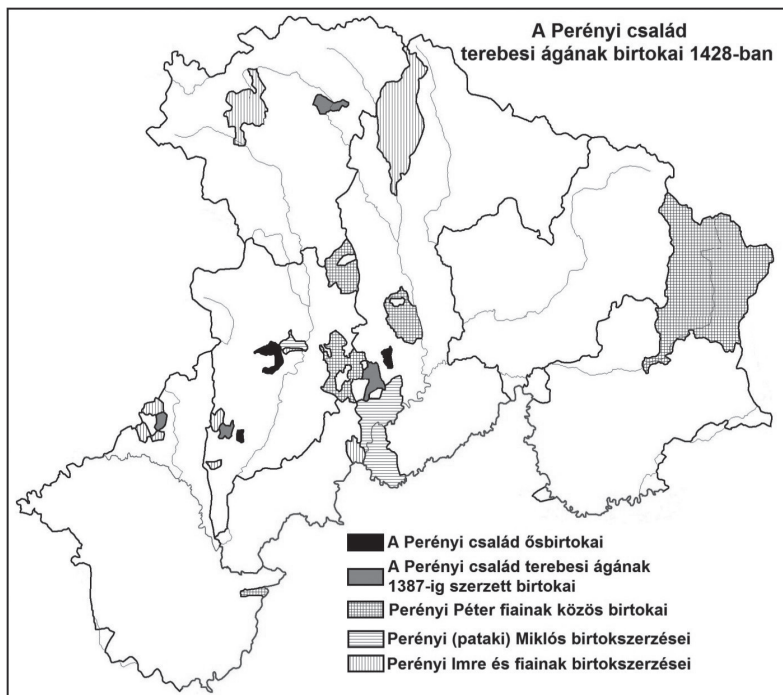 A Perényi család
terebesi ágának birtokai 1428-ban
A Perényi család ősbirtokai
A Perényi család terebesi ágának
1387-ig szerzett birtokai
Perényi Péter fiainak közös birtokai
Perényi (pataki) Miklós birtokszerzései
Perényi Imre és fiainak birtokszerzései